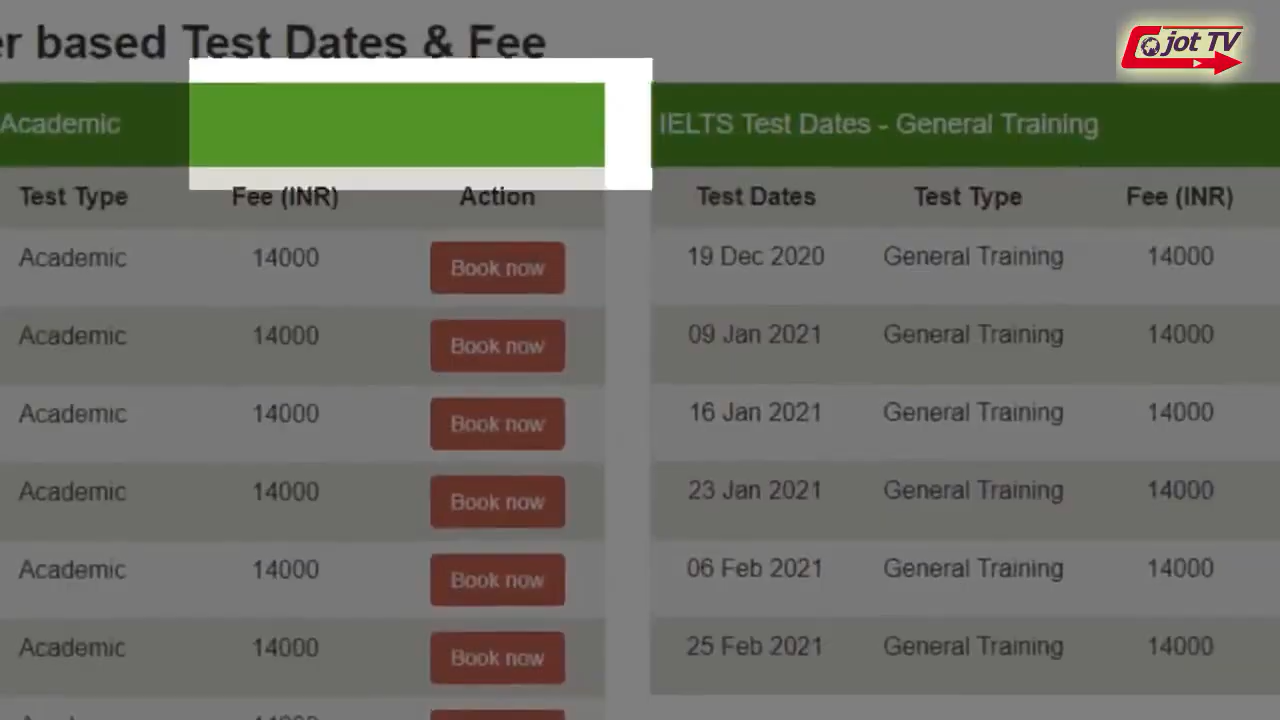 er based Test Dates & Fee
jot TV
Academic
IELTS Test Dates - General Training
Test Type Fee (INR) Action Test Dates Test Type Fee (INR)
Academic 14000 Book now 19 Dec 2020 General Training 14000
Academic 14000 Book now 09 Jan 2021 General Training 14000
Academic 14000 Book now 16 Jan 2021 General Training 14000
Academic 14000 Book now 23 Jan 2021 General Training 14000
Academic 14000 Book now 06 Feb 2021 General Training 14000
Academic 14000 Book now 25 Feb 2021 General Training 14000